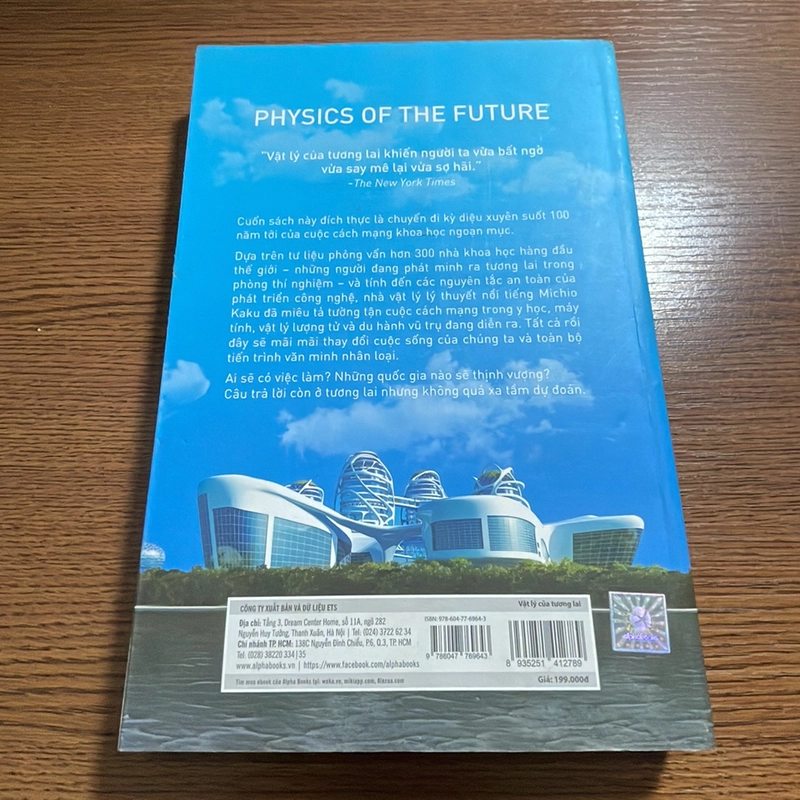 PHYSICS OF THE FUTURE
“Vật lý của tương lai khiến người ta vừa bất ngờ
vừa say mê lại vừa sợ hãi.”
–The New York Times
Cuốn sách này đích thực là chuyến đi kỳ diệu xuyên suốt 100
năm tới của cuộc cách mạng khoa học ngoạn mục.
Dựa trên tư liệu phỏng vấn hơn 300 nhà khoa học hàng đầu
thế giới – những người đang phát minh ra tương lai trong
phòng thí nghiệm – và tính đến các nguyên tắc an toàn của
phát triển công nghệ, nhà vật lý lý thuyết nổi tiếng Michio
Kaku đã miêu tả tường tận cuộc cách mạng trong y học, máy
tính, vật lý lượng tử và du hành vũ trụ đang diễn ra. Tất cả rồi
đây sẽ mãi mãi thay đổi cuộc sống của chúng ta và toàn bộ
tiến trình văn minh nhân loại.
Ai sẽ có việc làm? Những quốc gia nào sẽ thịnh vượng?
Câu trả lời còn ở tương lai nhưng không quá xa tầm dự đoán.
CÔNG TY XUẤT BẢN VÀ DỮ LIỆU ETS
Địa chỉ: Tầng 3, Dream Center Home, số 11A, ngõ 282
Nguyễn Huy Tưởng, Thanh Xuân, Hà Nội | Tel: (024) 3722 62 34
Chi nhánh TP. HCM: 138C Nguyễn Đình Chiểu, P.6, Q.3, TP. HCM
Tel: (028) 38220 334 | 35
www.alphabooks.vn | https://www.facebook.com/alphabooks
Tìm mua ebook của Alpha Books tại: waka.vn, mikiapp.com,
ISBN: 978-604-77-6964-3
9 786047 769643
Vật lý của tương lai
8 935251 412789
Giá: 199.000đ